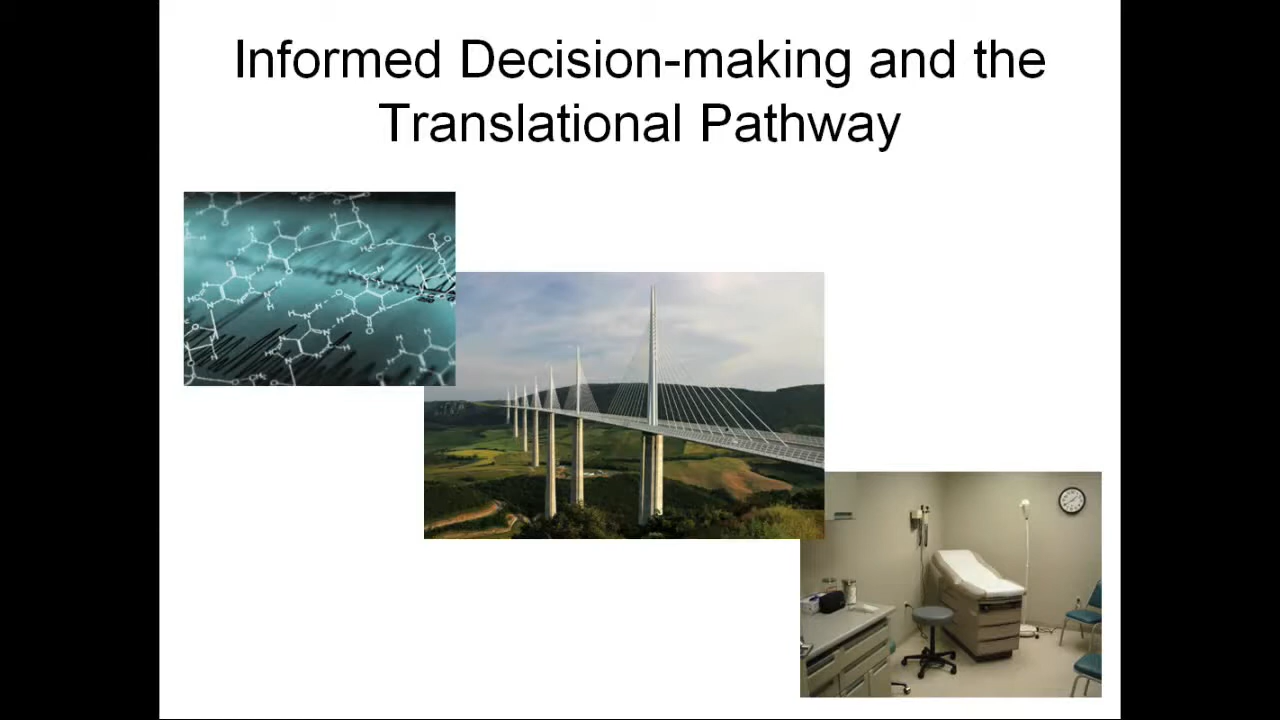 Informed Decision-making and the
Translational Pathway